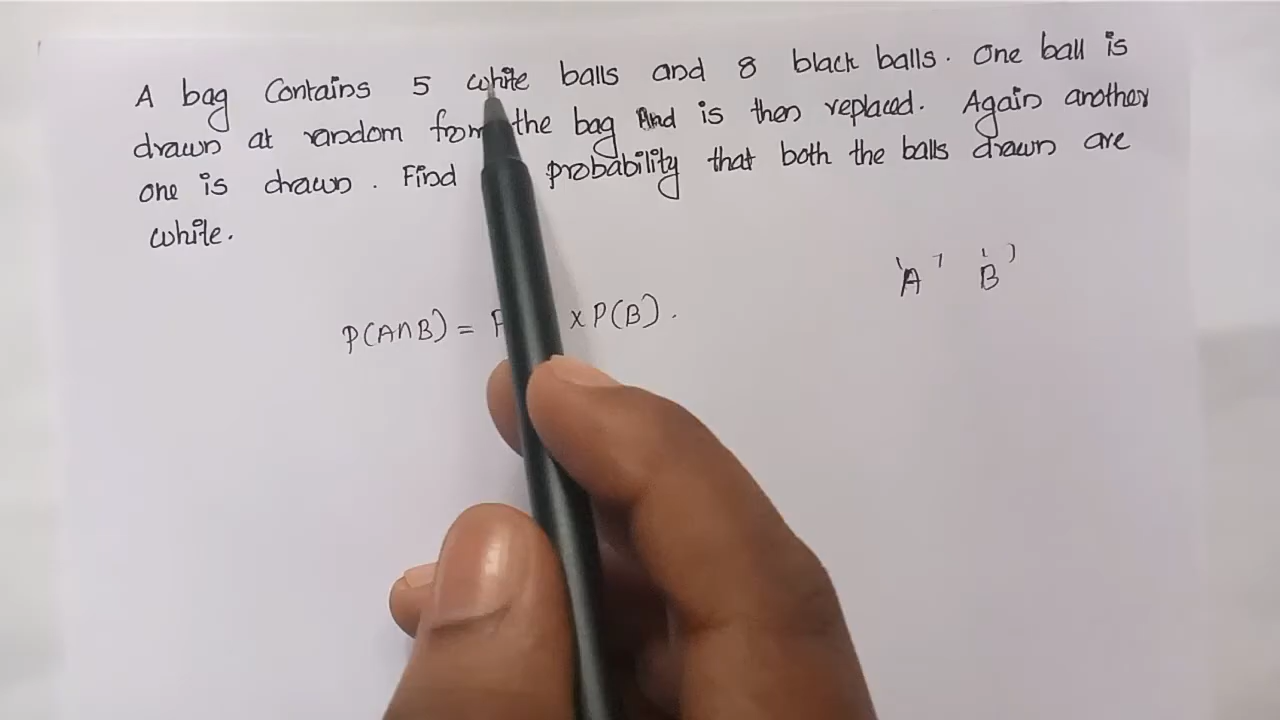 A bag Contains 5 white balls and 8 black balls. One ball is
drawn at random from the bag And is then replaced. Again another
one is drawn. Find probability that both the balls drawn are
white.
'A' 'B'
P(A∩B) = P × P(B).